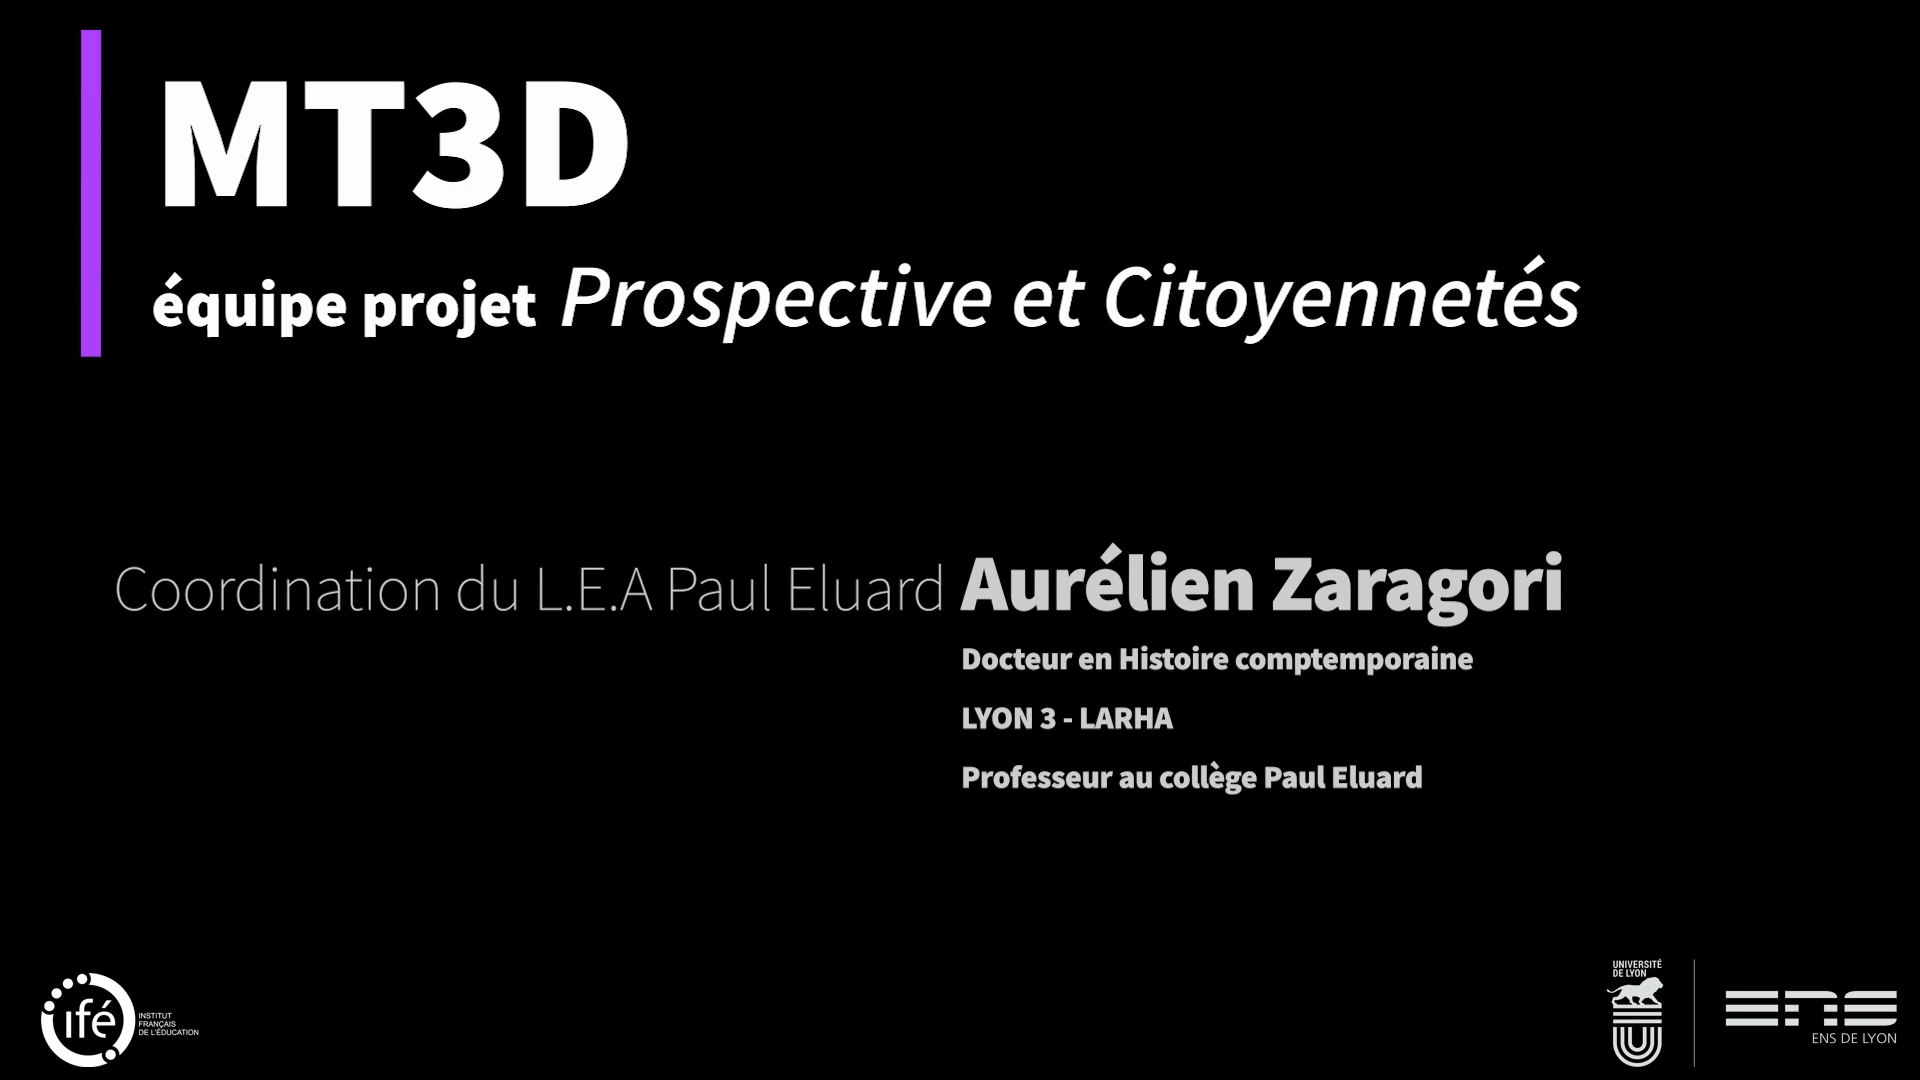 MT3D
équipe projet Prospective et Citoyennetés
Coordination du L.E.A Paul Eluard Aurélien Zaragori
Docteur en Histoire comptemporaine
LYON 3 - LARHA
Professeur au collège Paul Eluard
ifé
INSTITUT
FRANÇAIS
DE L'ÉDUCATION
UNIVERSITÉ
DE LYON
ENS
ENS DE LYON